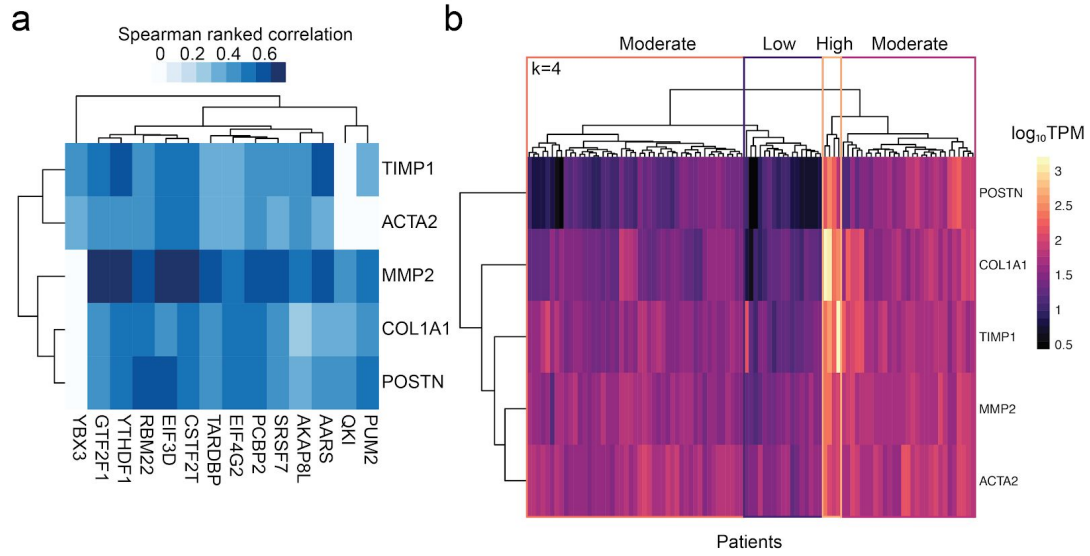 a
Spearman ranked correlation
0 0.2 0.4 0.6
TIMP1
ACTA2
MMP2
COL1A1
POSTN
YBX3
GTF2F1
YTHDF1
RBM22
EIF3D
CSTF2T
TARDBP
EIF4G2
PCBP2
SRSF7
AKAP8L
AARS
QKI
PUM2
b
Moderate Low High Moderate
k=4
log₁₀TPM
3
2.5
2
1.5
1
0.5
POSTN
COL1A1
TIMP1
MMP2
ACTA2
Patients